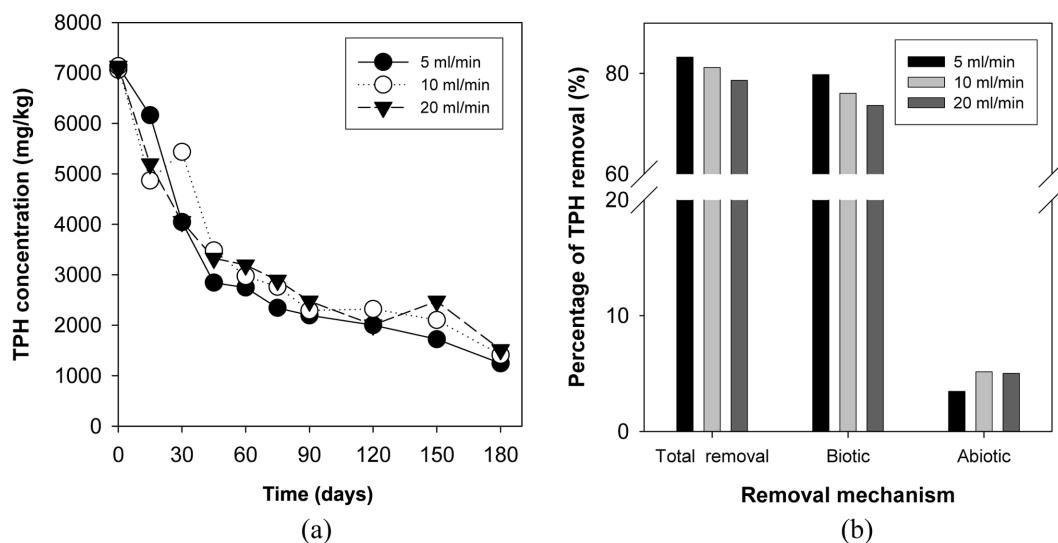 TPH concentration (mg/kg)
8000
7000
6000
5000
4000
3000
2000
1000
0
5 ml/min
10 ml/min
20 ml/min
0 30 60 90 120 150 180
Time (days)
(a)
Percentage of TPH removal (%)
80
60
20
10
0
5 ml/min
10 ml/min
20 ml/min
Total removal Biotic Abiotic
Removal mechanism
(b)